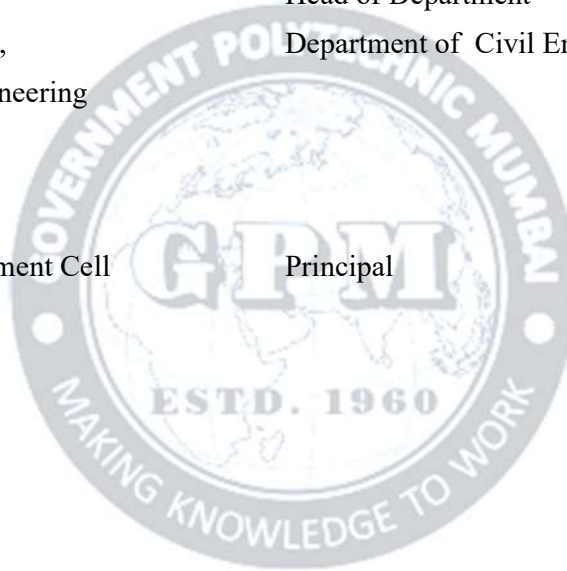 Head of Department
,
Department of Civil En
neering
ment Cell
Principal
GOVERNMENT POLYTECHNIC MUMBAI
GPM
ESTD. 1960
MAKING KNOWLEDGE TO WORK